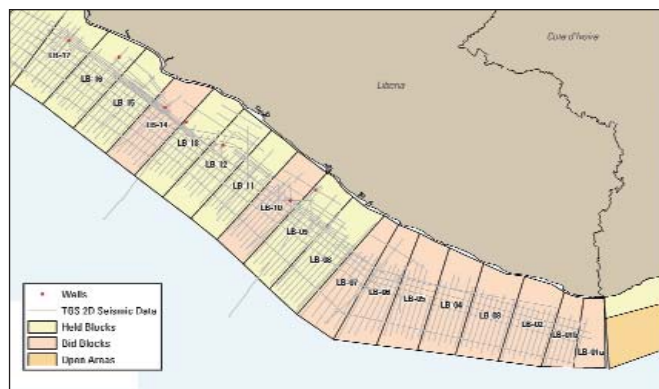 Cote d'Ivoire
Liberia
LB-17
LB-16
LB-15
LB-14
LB-13
LB-12
LB-11
LB-10
LB-09
LB-08
LB-07
LB-06
LB-05
LB-04
LB-03
LB-02
LB-01b
LB-01a
Wells
TGS 2D Seismic Data
Held Blocks
Bid Blocks
Open Areas